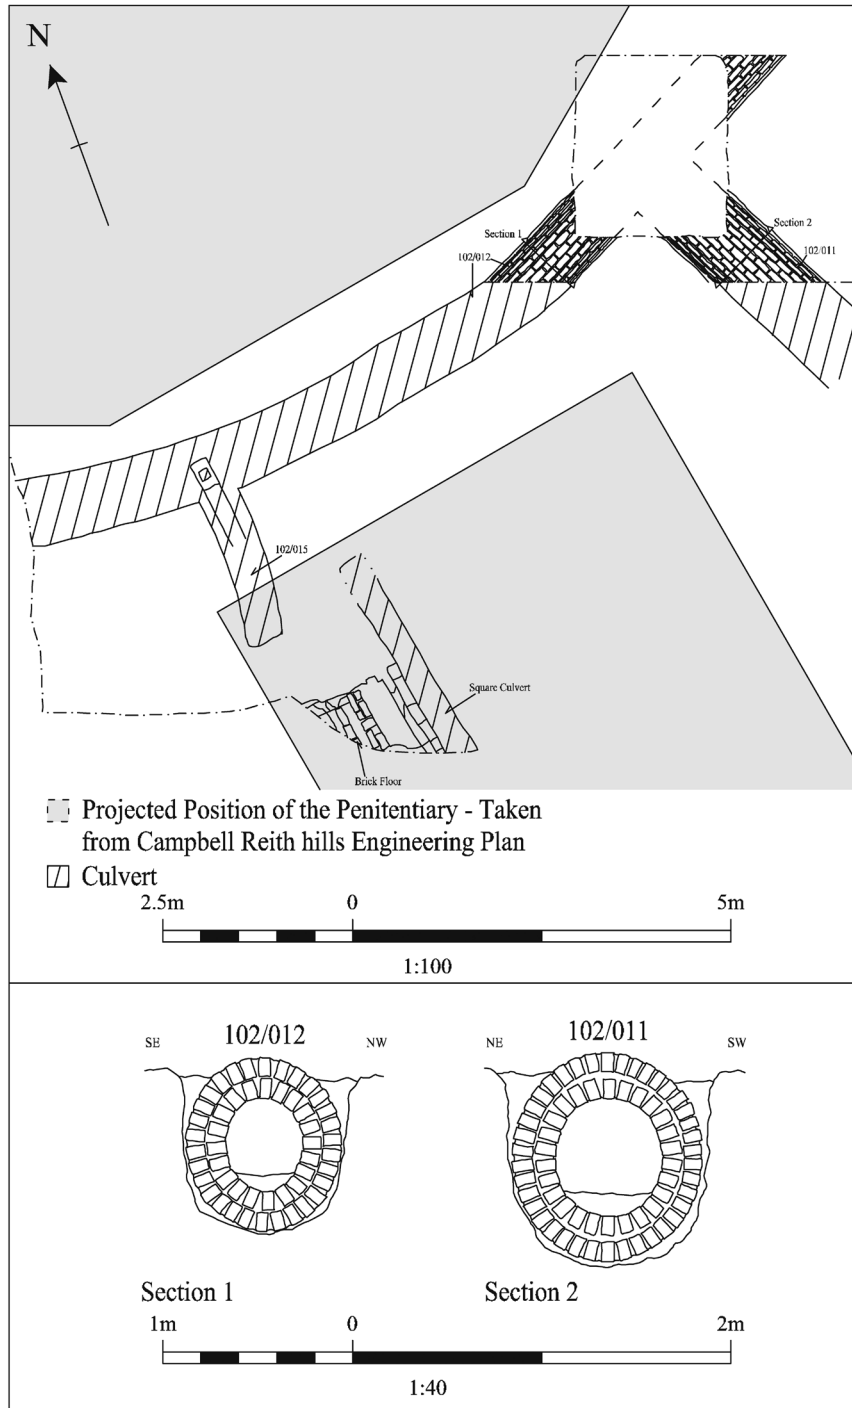 N
Section 1
Section 2
102/012
102/011
102/015
Square Culvert
Brick Floor
Projected Position of the Penitentiary - Taken
from Campbell Reith hills Engineering Plan
Culvert
2.5m 0 5m
1:100
SE 102/012 NW NE 102/011 SW
Section 1 Section 2
1m 0 2m
1:40